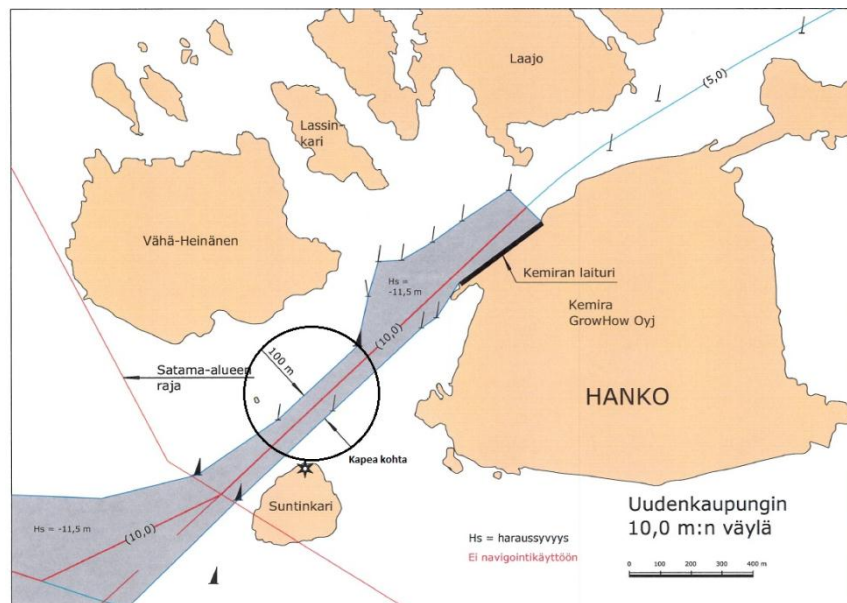 Laajo
(5,0)
Lassin-
kari
Vähä-Heinänen
Hs =
-11,5 m
Kemiran laituri
Kemira
GrowHow Oyj
(10,0)
100 m
Satama-alueen
raja
HANKO
Kapea kohta
Suntinkari
Hs = -11,5 m
(10,0)
Uudenkaupungin
10,0 m:n väylä
Hs = haraussyvyys
Ei navigointikäyttöön
0 100 200 300 400 m